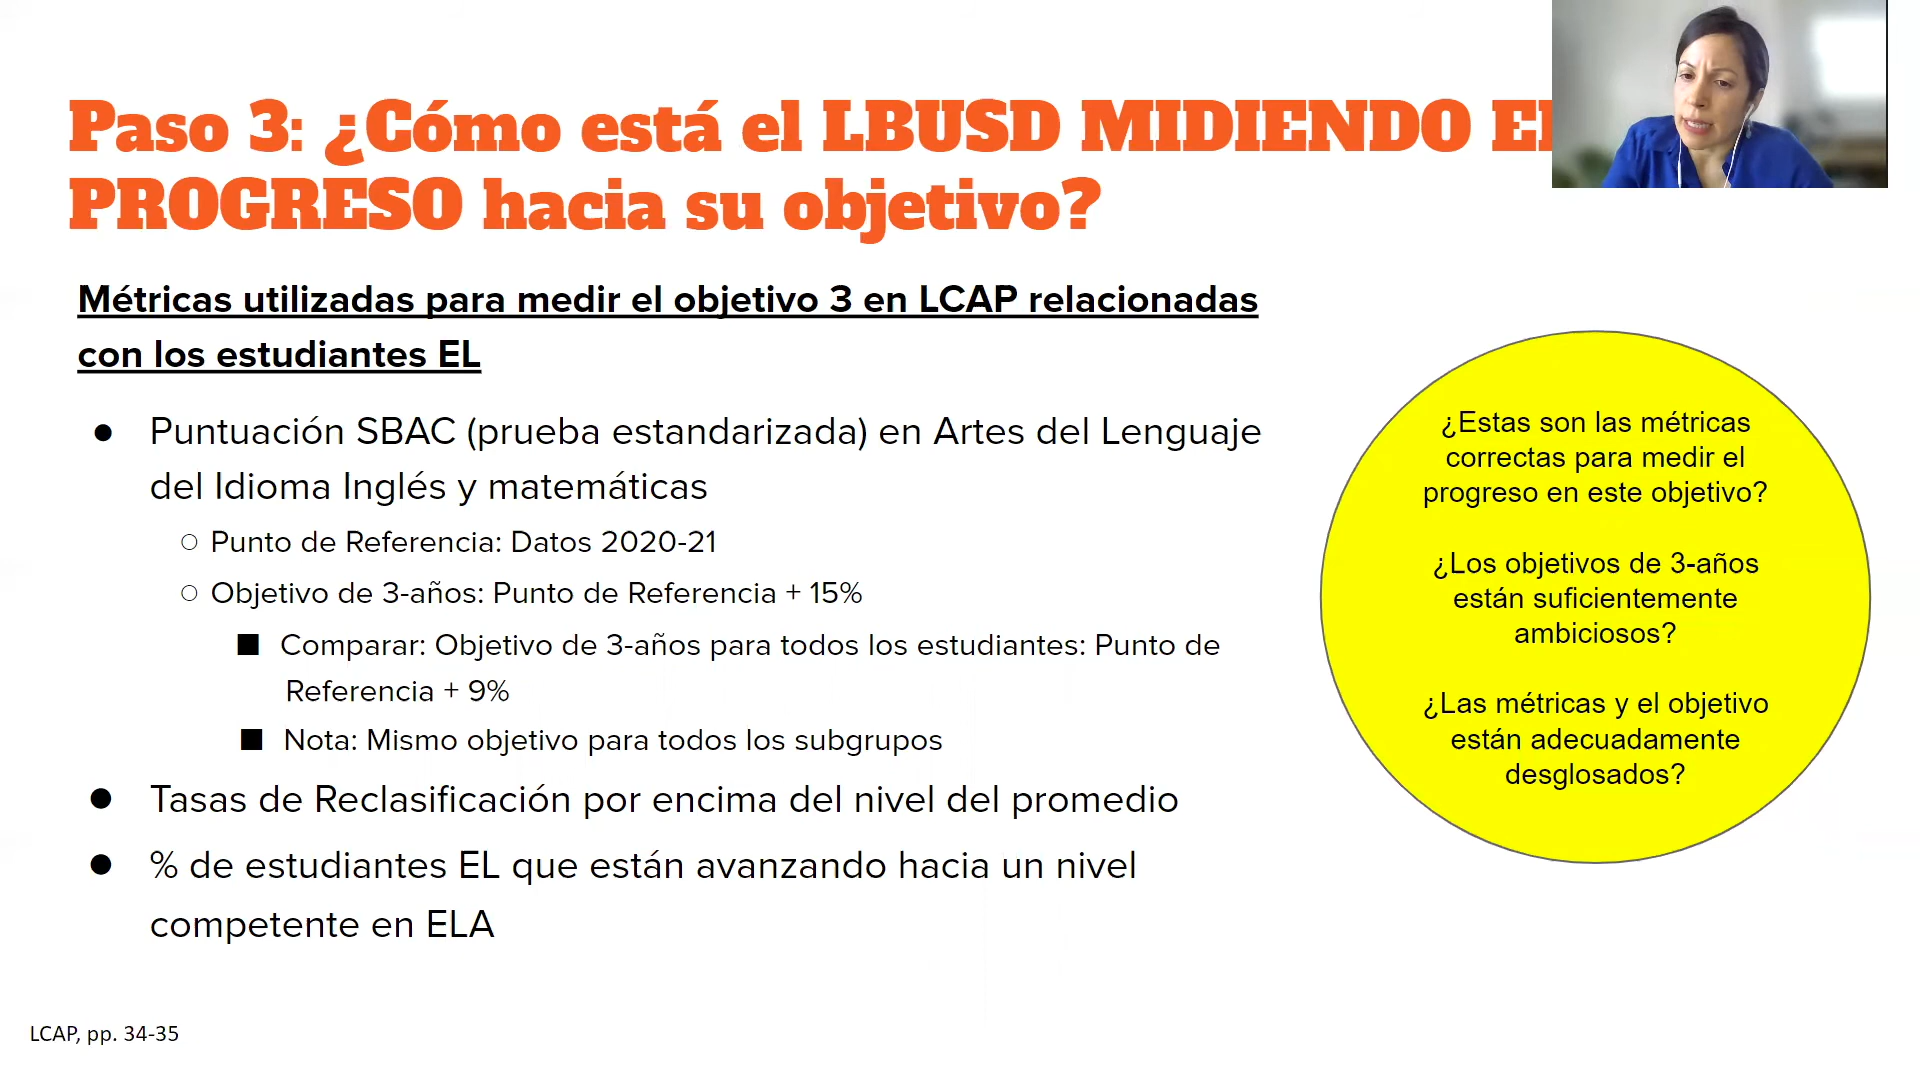 Paso 3: ¿Cómo está el LBUSD MIDIENDO EL
PROGRESO hacia su objetivo?
Métricas utilizadas para medir el objetivo 3 en LCAP relacionadas
con los estudiantes EL
● Puntuación SBAC (prueba estandarizada) en Artes del Lenguaje
del Idioma Inglés y matemáticas
○ Punto de Referencia: Datos 2020-21
○ Objetivo de 3-años: Punto de Referencia + 15%
■ Comparar: Objetivo de 3-años para todos los estudiantes: Punto de
Referencia + 9%
■ Nota: Mismo objetivo para todos los subgrupos
● Tasas de Reclasificación por encima del nivel del promedio
● % de estudiantes EL que están avanzando hacia un nivel
competente en ELA
¿Estas son las métricas
correctas para medir el
progreso en este objetivo?
¿Los objetivos de 3-años
están suficientemente
ambiciosos?
¿Las métricas y el objetivo
están adecuadamente
desglosados?
LCAP, pp. 34-35